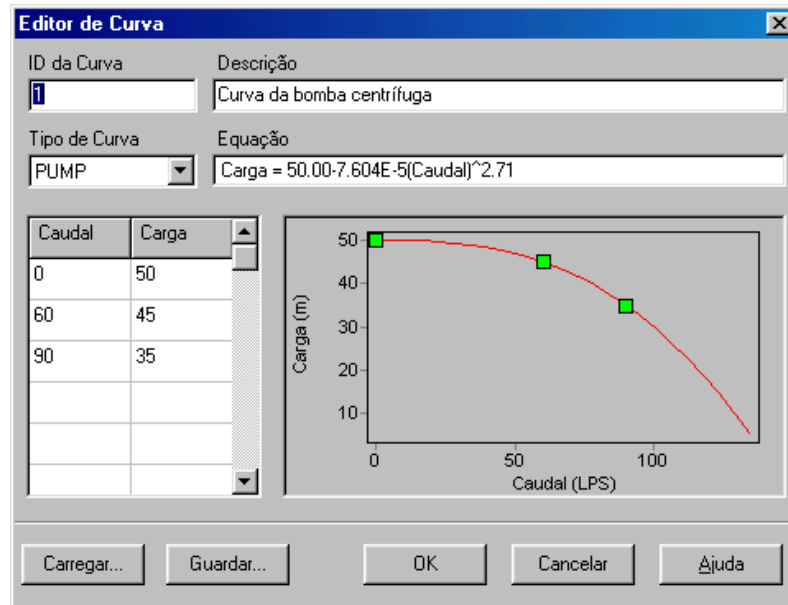 Editor de Curva
ID da Curva Descrição
1 Curva da bomba centrífuga
Tipo de Curva Equação
PUMP Carga = 50.00-7.604E-5(Caudal)^2.71
Caudal Carga
0 50
60 45
90 35
50
40
30
20
10
Carga (m)
0 50 100
Caudal (LPS)
Carregar... Guardar... OK Cancelar Ajuda